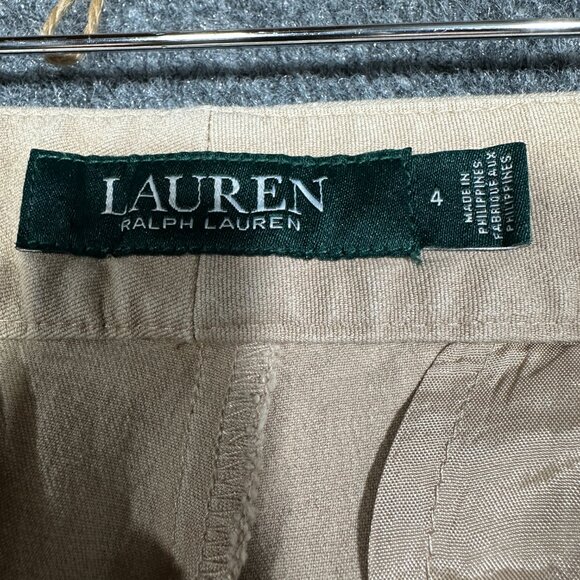 LAUREN
RALPH LAUREN
4
MADE IN
PHILIPPINES
FABRIQUE AUX
PHILIPPINES